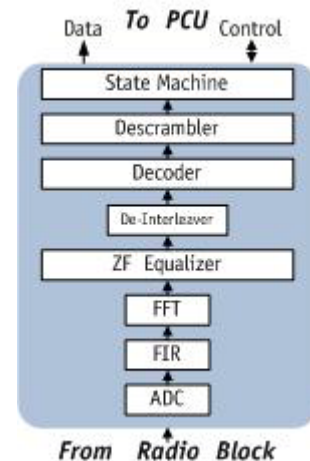 To PCU
Data Control
State Machine
Descrambler
Decoder
De-Interleaver
ZF Equalizer
FFT
FIR
ADC
From Radio Block